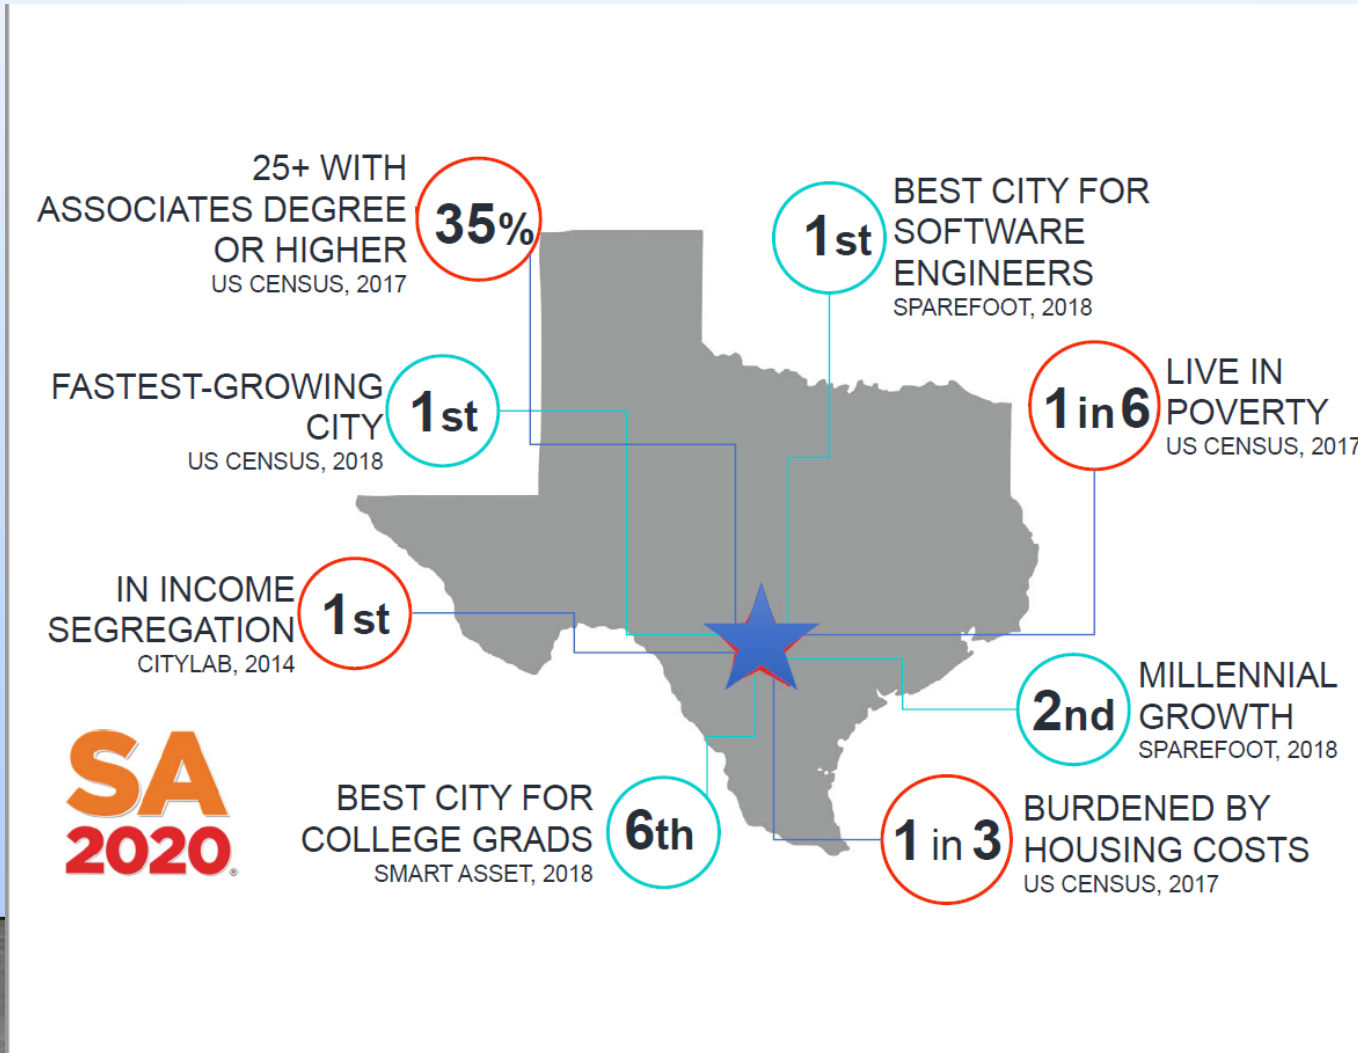 25+ WITH
ASSOCIATES DEGREE
OR HIGHER
US CENSUS, 2017
35%
1st
BEST CITY FOR
SOFTWARE
ENGINEERS
SPAREFOOT, 2018
FASTEST-GROWING
CITY
US CENSUS, 2018
1st
1 in 6
LIVE IN
POVERTY
US CENSUS, 2017
IN INCOME
SEGREGATION
CITYLAB, 2014
1st
2nd
MILLENNIAL
GROWTH
SPAREFOOT, 2018
SA
2020®
BEST CITY FOR
COLLEGE GRADS
SMART ASSET, 2018
6th
1 in 3
BURDENED BY
HOUSING COSTS
US CENSUS, 2017